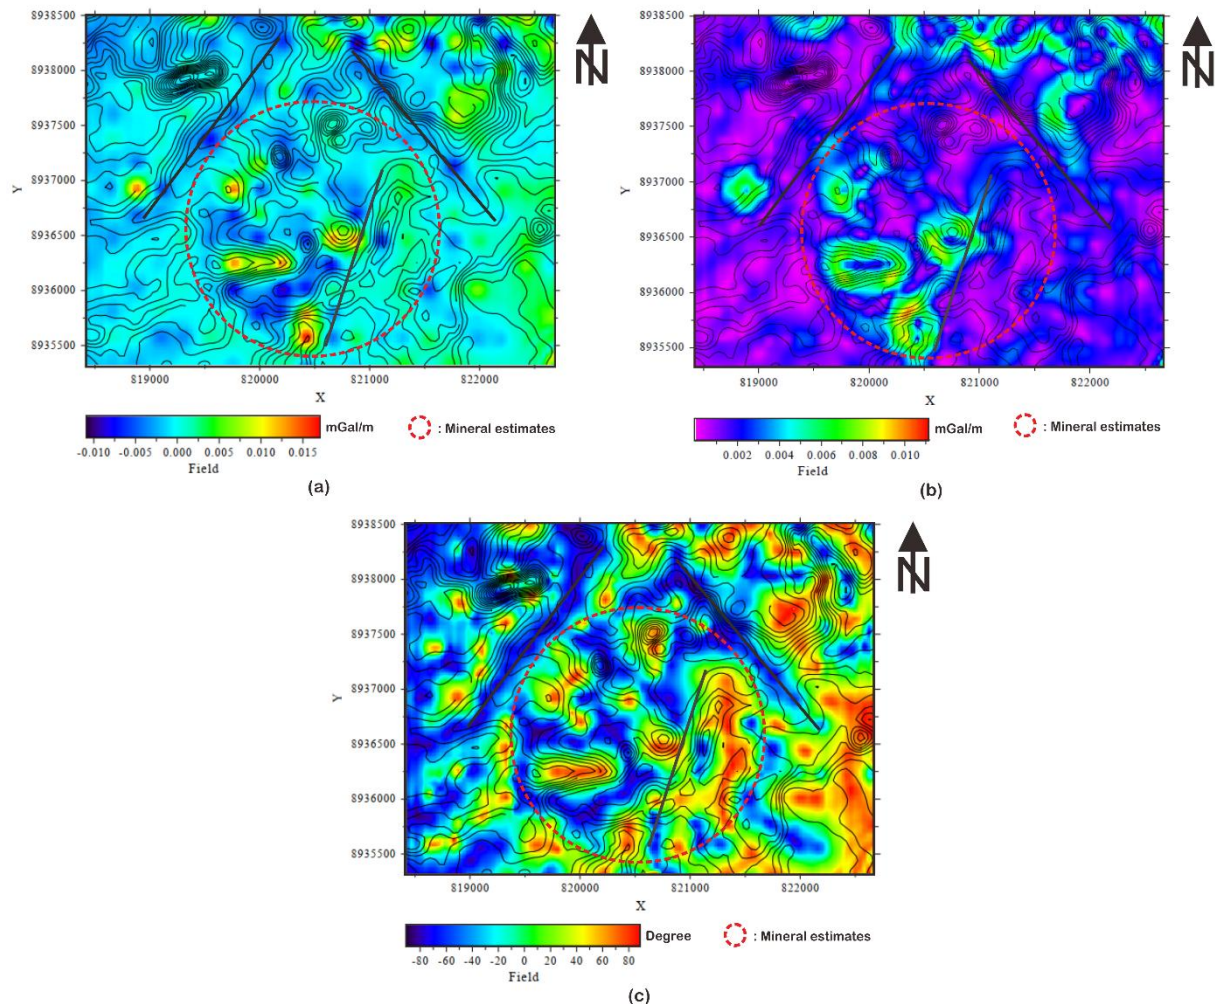 8938500
8938000
8937500
8937000
8936500
8936000
8935500
Y
819000 820000 821000 822000
X
N
-0.010 -0.005 0.000 0.005 0.010 0.015
mGal/m
Field
: Mineral estimates
(a)
8938500
8938000
8937500
8937000
8936500
8936000
8935500
Y
819000 820000 821000 822000
X
N
0.002 0.004 0.006 0.008 0.010
mGal/m
Field
: Mineral estimates
(b)
8938500
8938000
8937500
8937000
8936500
8936000
8935500
Y
819000 820000 821000 822000
X
N
-80 -60 -40 -20 0 20 40 60 80
Degree
Field
: Mineral estimates
(c)